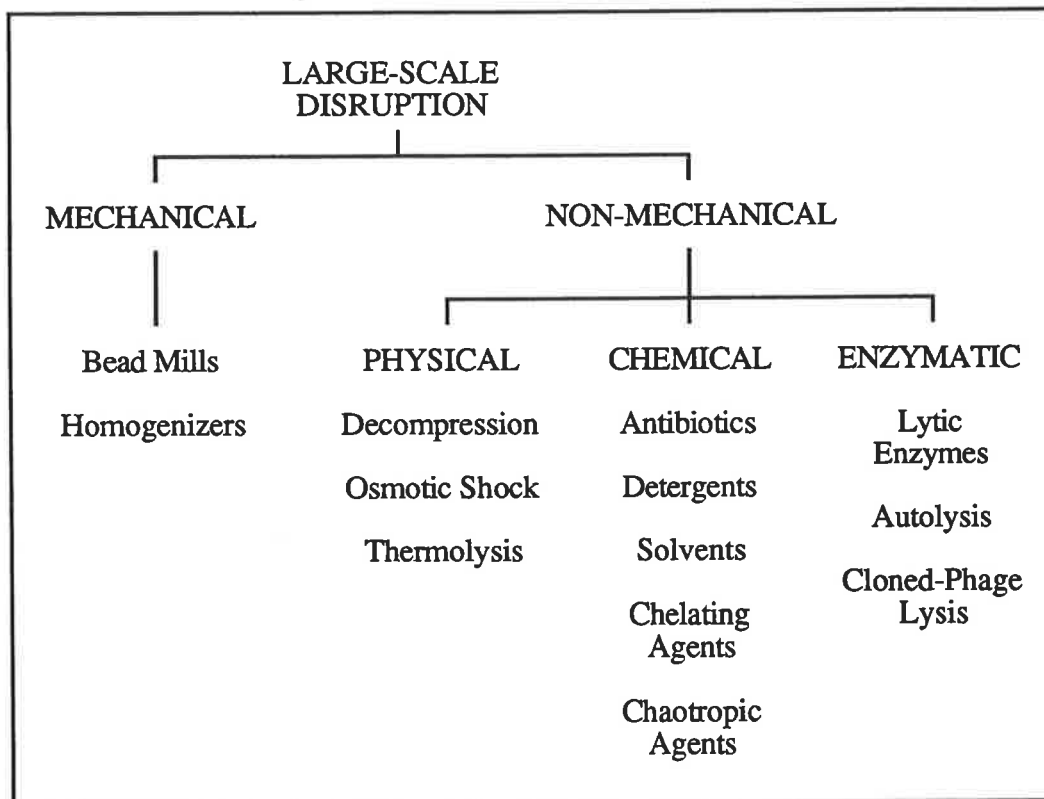 LARGE-SCALE
DISRUPTION
MECHANICAL
NON-MECHANICAL
Bead Mills
Homogenizers
PHYSICAL
Decompression
Osmotic Shock
Thermolysis
CHEMICAL
Antibiotics
Detergents
Solvents
Chelating
Agents
Chaotropic
Agents
ENZYMATIC
Lytic
Enzymes
Autolysis
Cloned-Phage
Lysis